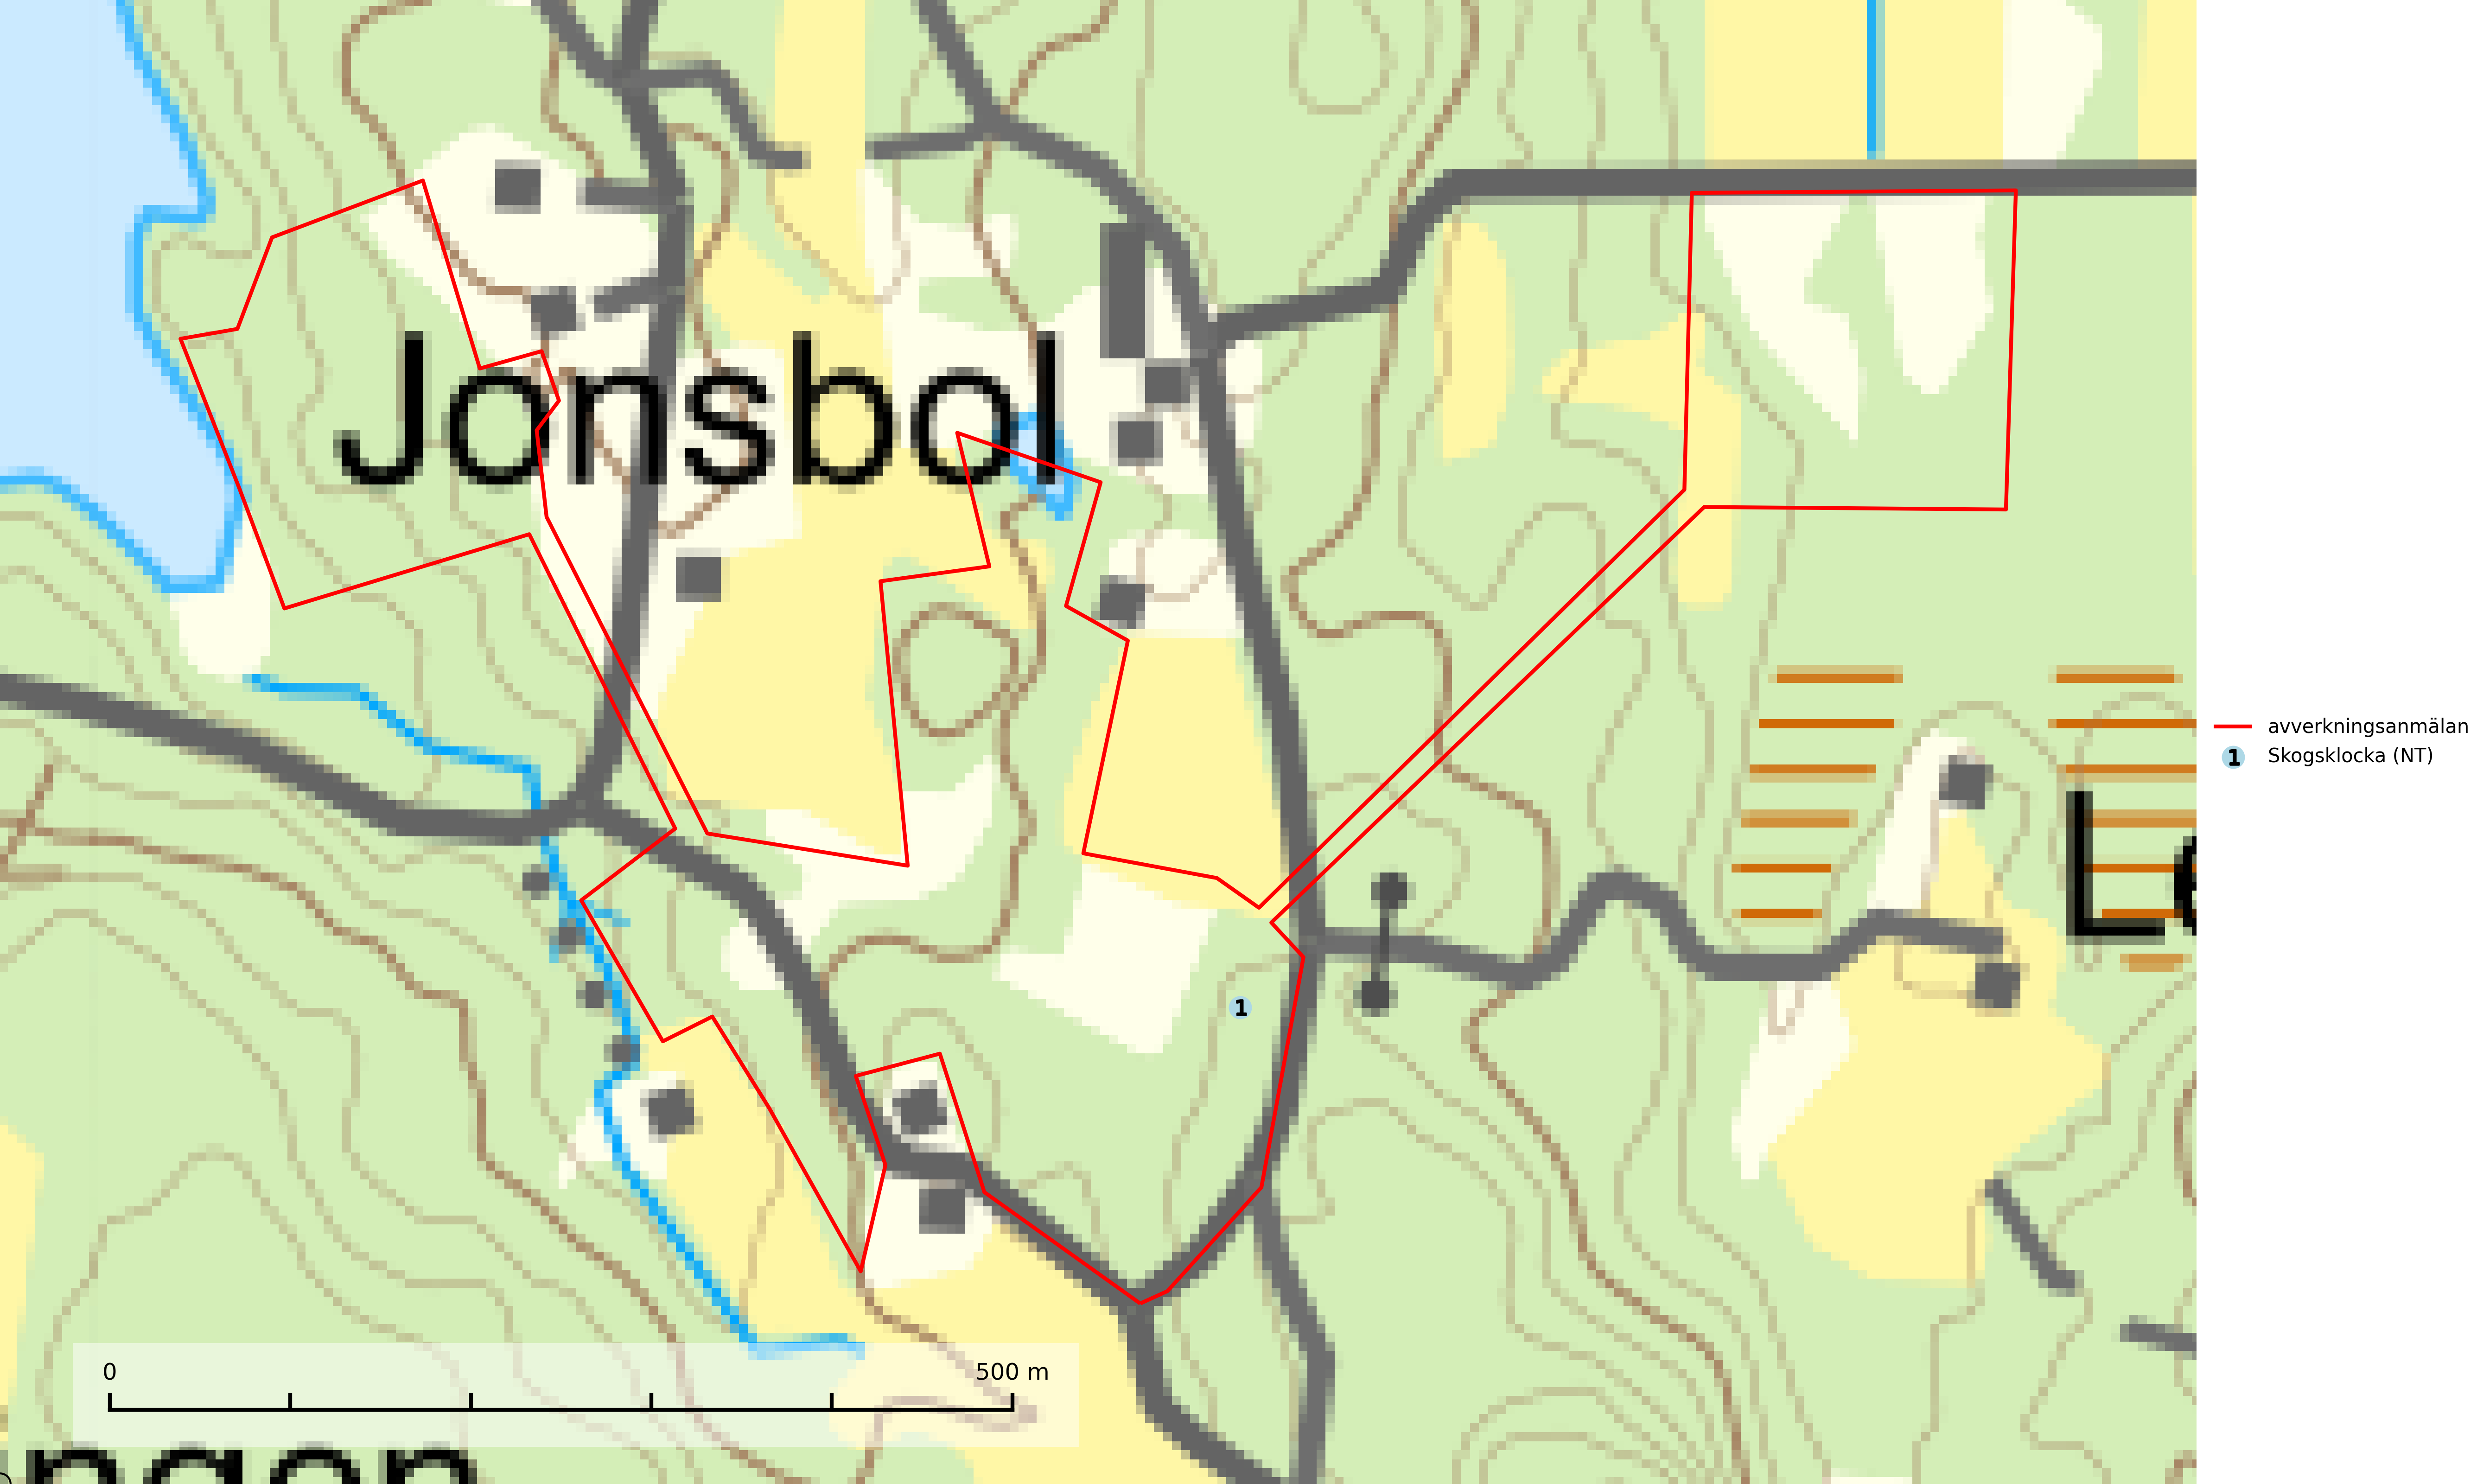 Jonsbol
avverkningsanmälan
1 Skogsklocka (NT)
1
0 500 m